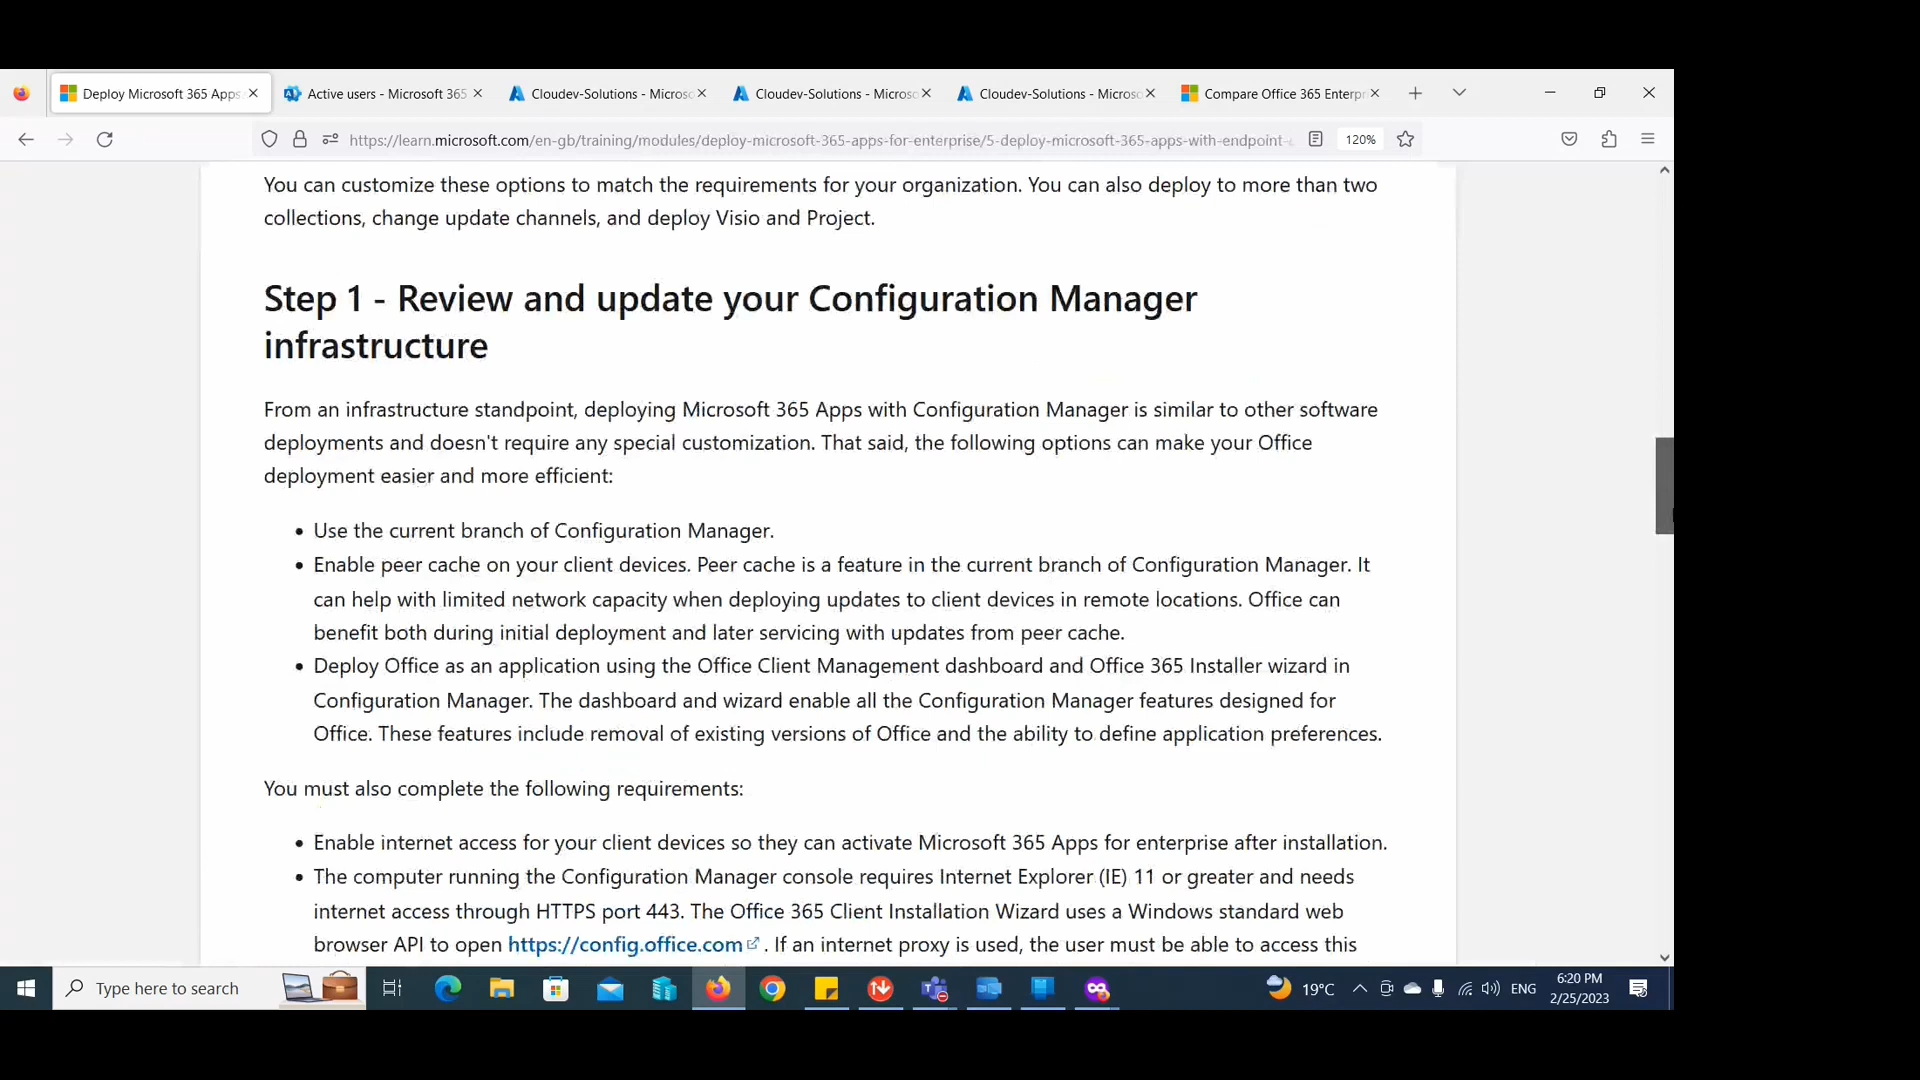 Deploy Microsoft 365 Apps
Active users - Microsoft 365
Cloudev-Solutions - Microso
Cloudev-Solutions - Microso
Cloudev-Solutions - Microso
Compare Office 365 Enterpr
https://learn.microsoft.com/en-gb/training/modules/deploy-microsoft-365-apps-for-enterprise/5-deploy-microsoft-365-apps-with-endpoint-
120%
You can customize these options to match the requirements for your organization. You can also deploy to more than two
collections, change update channels, and deploy Visio and Project.
Step 1 - Review and update your Configuration Manager
infrastructure
From an infrastructure standpoint, deploying Microsoft 365 Apps with Configuration Manager is similar to other software
deployments and doesn't require any special customization. That said, the following options can make your Office
deployment easier and more efficient:
• Use the current branch of Configuration Manager.
• Enable peer cache on your client devices. Peer cache is a feature in the current branch of Configuration Manager. It
can help with limited network capacity when deploying updates to client devices in remote locations. Office can
benefit both during initial deployment and later servicing with updates from peer cache.
• Deploy Office as an application using the Office Client Management dashboard and Office 365 Installer wizard in
Configuration Manager. The dashboard and wizard enable all the Configuration Manager features designed for
Office. These features include removal of existing versions of Office and the ability to define application preferences.
You must also complete the following requirements:
• Enable internet access for your client devices so they can activate Microsoft 365 Apps for enterprise after installation.
• The computer running the Configuration Manager console requires Internet Explorer (IE) 11 or greater and needs
internet access through HTTPS port 443. The Office 365 Client Installation Wizard uses a Windows standard web
browser API to open https://config.office.com . If an internet proxy is used, the user must be able to access this
Type here to search
19°C
ENG
6:20 PM
2/25/2023